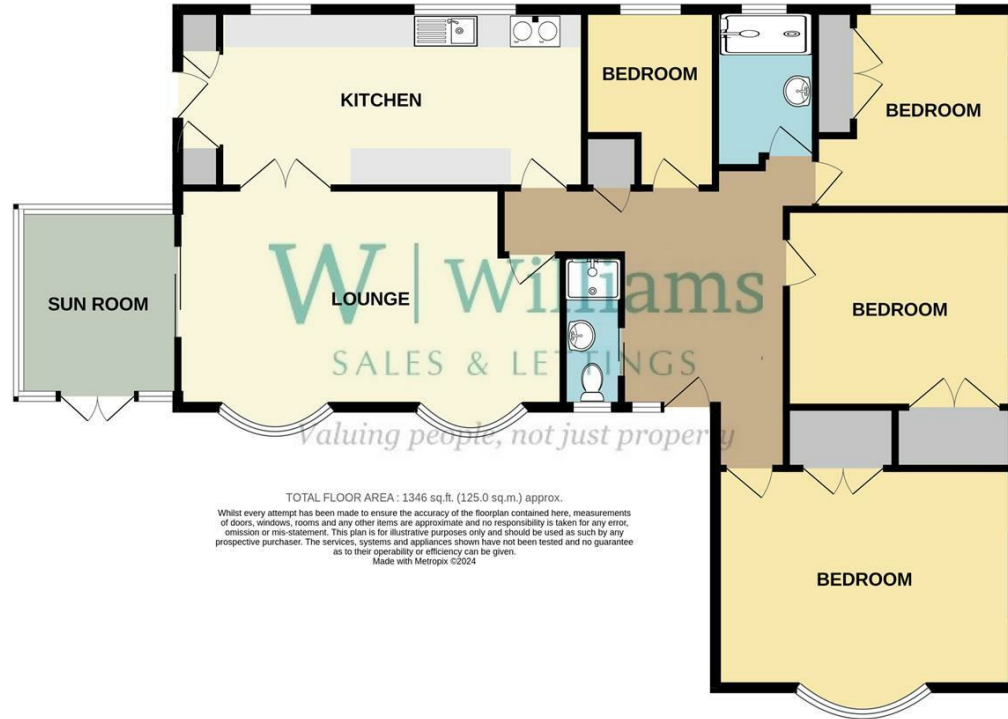 KITCHEN
BEDROOM
BEDROOM
SUN ROOM
LOUNGE
BEDROOM
W | Williams
SALES & LETTINGS
Valuing people, not just property
BEDROOM
TOTAL FLOOR AREA : 1346 sq.ft. (125.0 sq.m.) approx.
Whilst every attempt has been made to ensure the accuracy of the floorplan contained here, measurements
of doors, windows, rooms and any other items are approximate and no responsibility is taken for any error,
omission or mis-statement. This plan is for illustrative purposes only and should be used as such by any
prospective purchaser. The services, systems and appliances shown have not been tested and no guarantee
as to their operability or efficiency can be given.
Made with Metropix ©2024